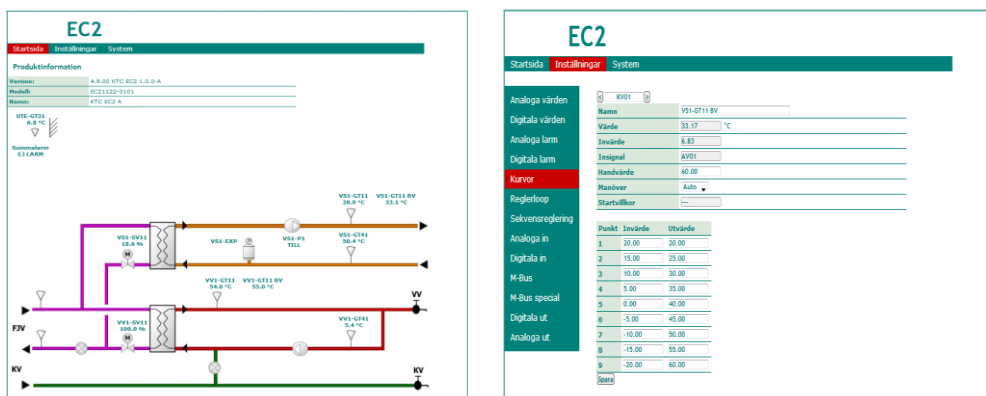 EC2
Startsida Inställningar System
Produktinformation
Version: 4.9.00 KTC EC2 1.0.0-A
Modell: EC21122-0101
Namn: KTC EC2 A
UTE-GT31
6.8 °C
Summalarm
EJ LARM
VS1-GT11 VS1-GT11 BV
28.0 °C 33.1 °C
VS1-SV11
18.6 %
M
VS1-EXP
P
VS1-P1
TILL
VS1-GT41
VV1-GT11 VV1-GT11 BV
54.6 °C 55.0 °C
VV
FJV
VV1-SV11
100.0 %
M
VV1-GT41
5.4 °C
KV
KV
EC2
Startsida Inställningar System
Analoga värden
Digitala värden
Analoga larm
Digitala larm
Kurvor
Reglerloop
Sekvensreglering
Analoga in
Digitala in
M-Bus
M-Bus special
Digitala ut
Analoga ut
< KV01 >
Namn VS1-GT11 BV
Värde 33.17 °C
Invärde 6.83
Insignal AV01
Handvärde 60.00
Manöver Auto
Startvillkor ---
Punkt Invärde Utvärde
1 20.00 20.00
2 15.00 25.00
3 10.00 30.00
4 5.00 35.00
5 0.00 40.00
6 -5.00 45.00
7 -10.00 50.00
8 -15.00 55.00
9 -20.00 60.00
Spara